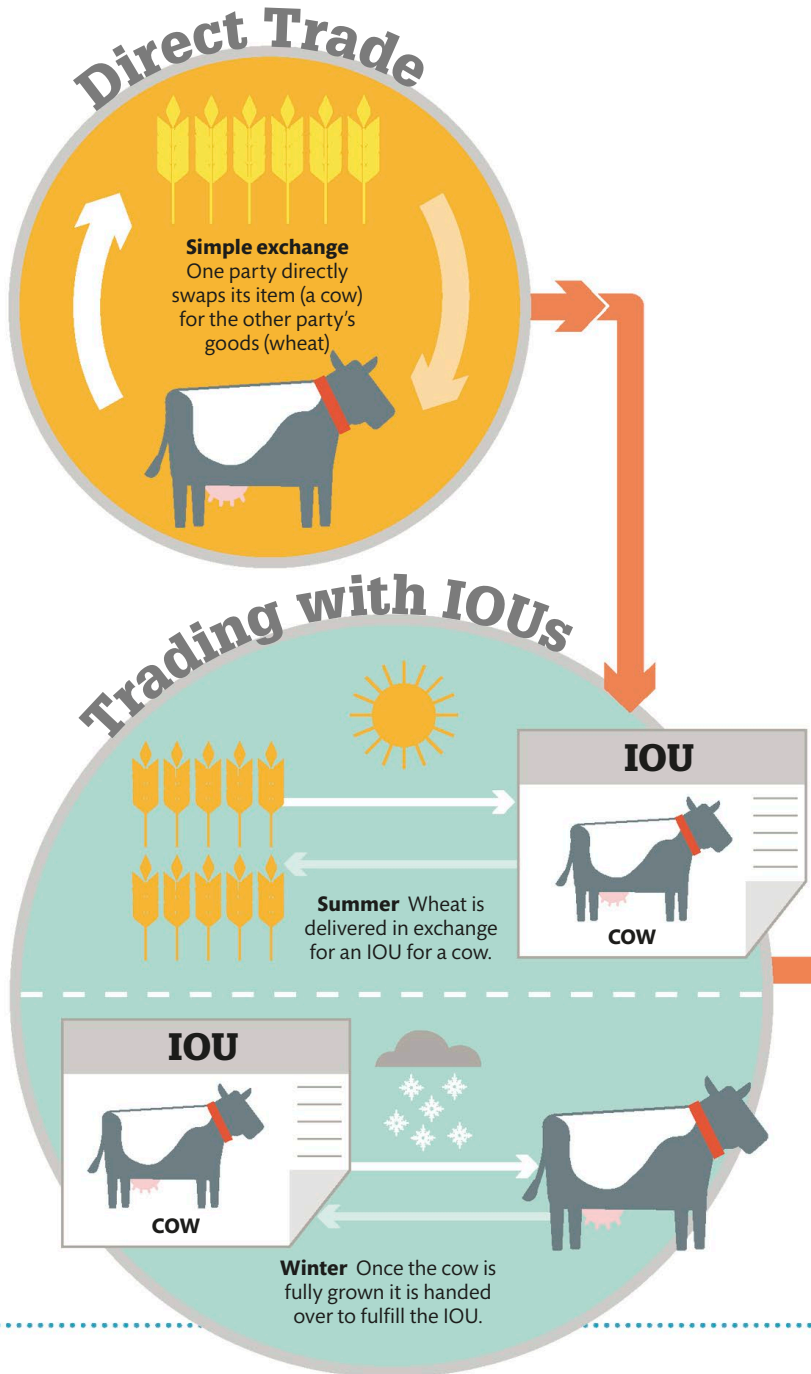 Direct Trade
Simple exchange
One party directly
swaps its item (a cow)
for the other party's
goods (wheat)
Trading with IOUs
IOU
COW
Summer Wheat is
delivered in exchange
for an IOU for a cow.
IOU
COW
Winter Once the cow is
fully grown it is handed
over to fulfill the IOU.